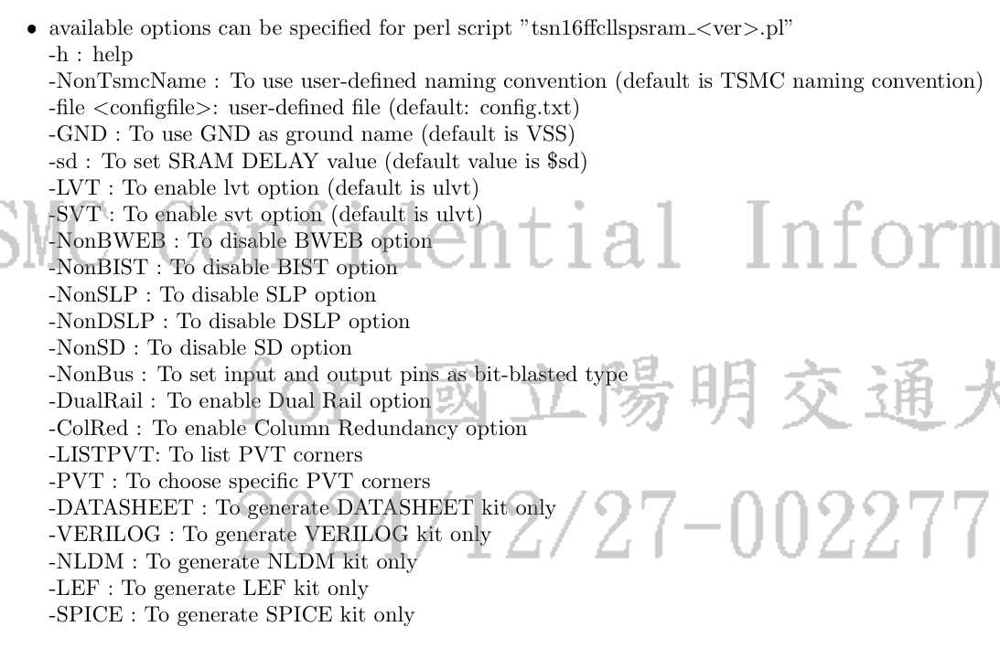 • available options can be specified for perl script "tsn16ffcllspsram_<ver>.pl"
-h : help
-NonTsmcName : To use user-defined naming convention (default is TSMC naming convention)
-file <configfile>: user-defined file (default: config.txt)
-GND : To use GND as ground name (default is VSS)
-sd : To set SRAM DELAY value (default value is $sd)
-LVT : To enable lvt option (default is ulvt)
-SVT : To enable svt option (default is ulvt)
SMC Confidential Inform
-NonBWEB : To disable BWEB option
-NonBIST : To disable BIST option
-NonSLP : To disable SLP option
-NonDSLP : To disable DSLP option
-NonSD : To disable SD option
-NonBus : To set input and output pins as bit-blasted type
for 國立陽明交通大
-DualRail : To enable Dual Rail option
-ColRed : To enable Column Redundancy option
-LISTPVT: To list PVT corners
-PVT : To choose specific PVT corners
-DATASHEET : To generate DATASHEET kit only
2024/12/27-002277
-VERILOG : To generate VERILOG kit only
-NLDM : To generate NLDM kit only
-LEF : To generate LEF kit only
-SPICE : To generate SPICE kit only